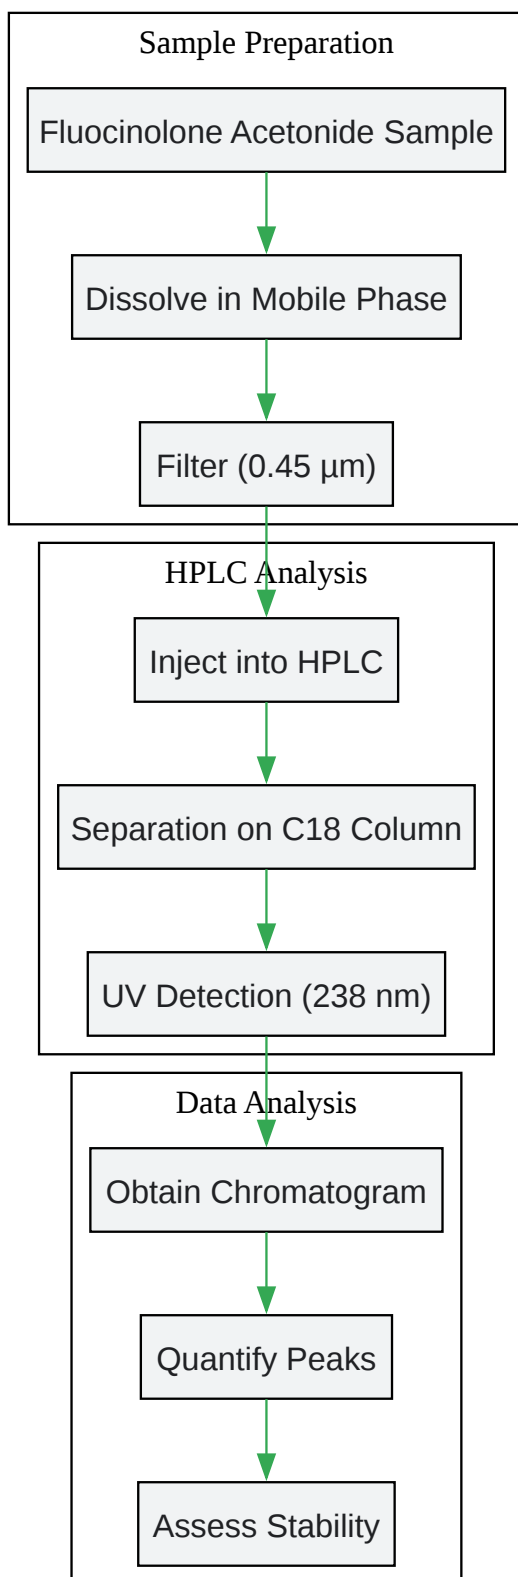 Sample Preparation
Fluocinolone Acetonide Sample
Dissolve in Mobile Phase
Filter (0.45 µm)
HPLC Analysis
Inject into HPLC
Separation on C18 Column
UV Detection (238 nm)
Data Analysis
Obtain Chromatogram
Quantify Peaks
Assess Stability